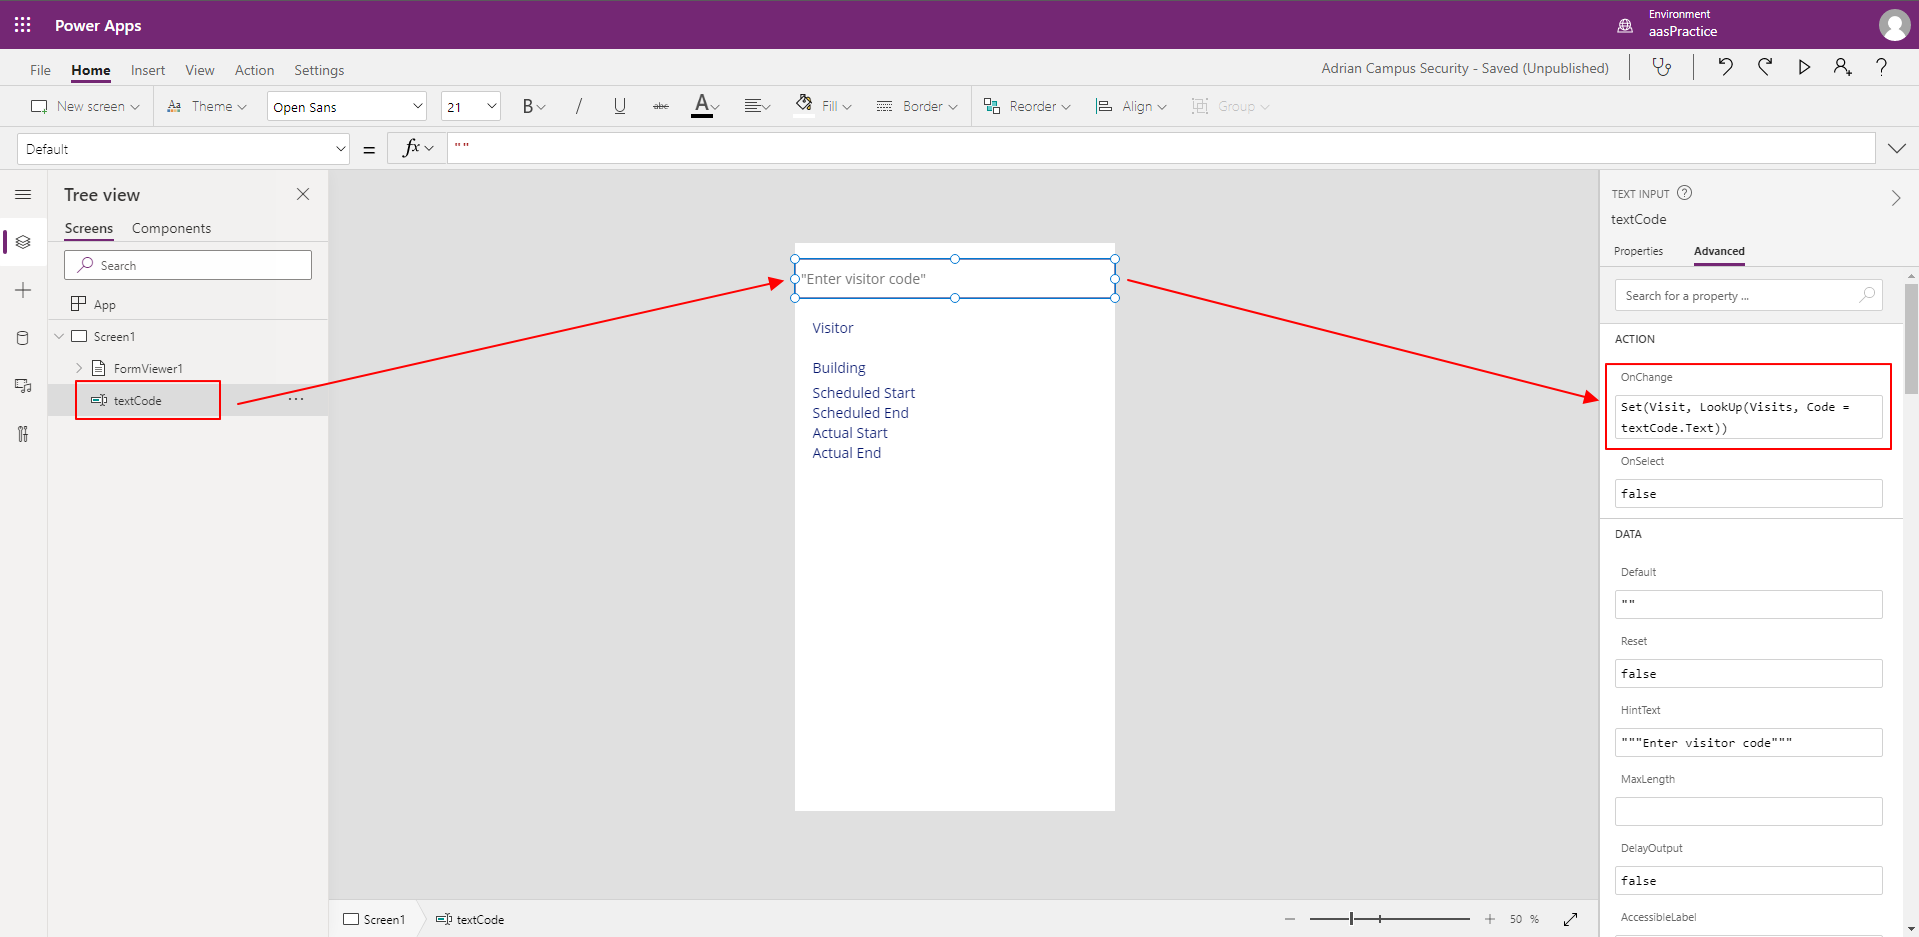 Power Apps
Environment
aasPractice
File Home Insert View Action Settings
Adrian Campus Security - Saved (Unpublished)
New screen Theme Open Sans 21 B / U abc A Fill Border Reorder Align Group
Default = fx ""
Tree view
Screens Components
Search
App
Screen1
FormViewer1
textCode ...
"Enter visitor code"
Visitor
Building
Scheduled Start
Scheduled End
Actual Start
Actual End
TEXT INPUT ?
textCode
Properties Advanced
Search for a property ...
ACTION
OnChange
Set(Visit, LookUp(Visits, Code =
textCode.Text))
OnSelect
false
DATA
Default
""
Reset
false
HintText
"""Enter visitor code"""
MaxLength
DelayOutput
false
AccessibleLabel
Screen1 textCode
50 %